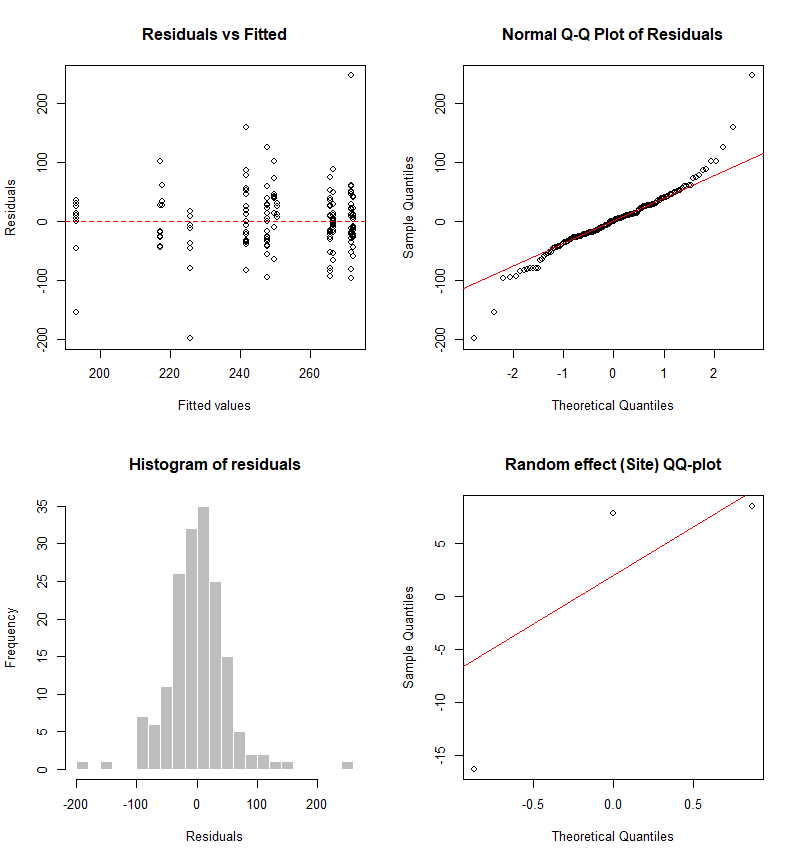 Residuals vs Fitted
Residuals
200
100
0
-100
-200
200 220 240 260
Fitted values
Normal Q-Q Plot of Residuals
Sample Quantiles
200
100
0
-100
-200
-2 -1 0 1 2
Theoretical Quantiles
Histogram of residuals
Frequency
35
30
25
20
15
10
5
0
-200 -100 0 100 200
Residuals
Random effect (Site) QQ-plot
Sample Quantiles
5
0
-5
-10
-15
-0.5 0.0 0.5
Theoretical Quantiles